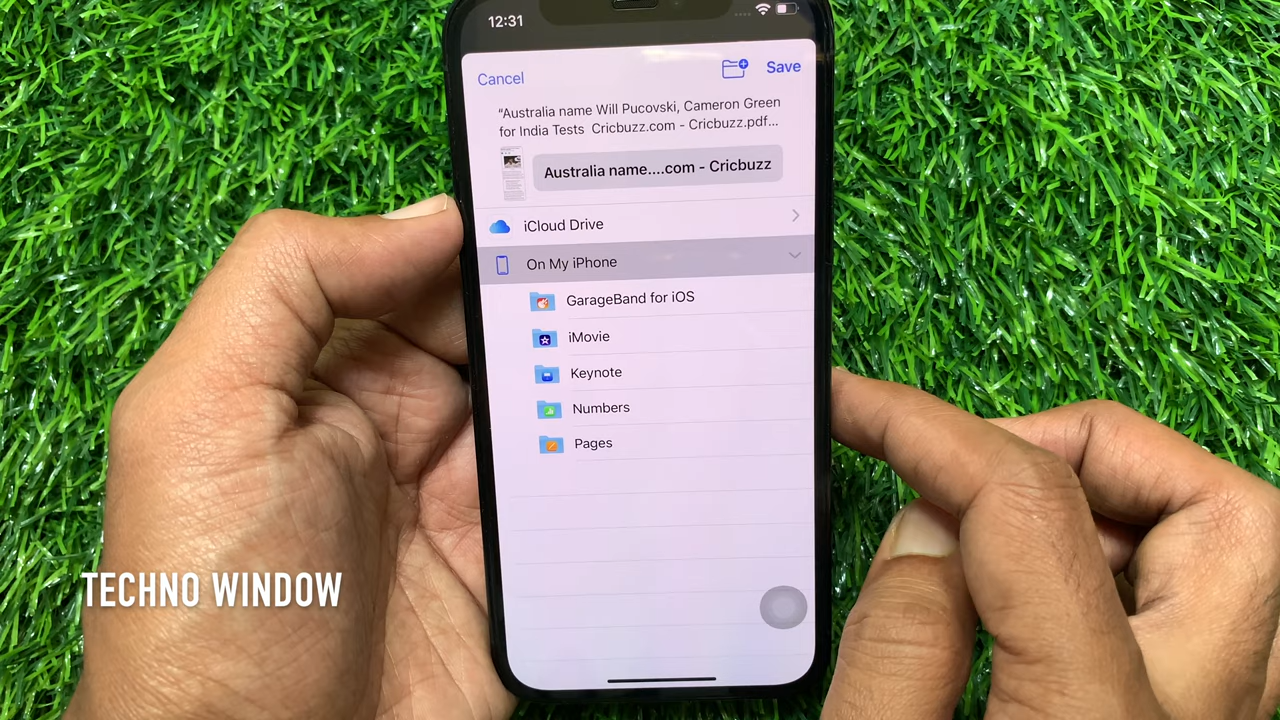 12:31
Cancel
Save
“Australia name Will Pucovski, Cameron Green
for India Tests Cricbuzz.com - Cricbuzz.pdf...
Australia name....com - Cricbuzz
iCloud Drive
On My iPhone
GarageBand for iOS
iMovie
Keynote
Numbers
Pages
TECHNO WINDOW